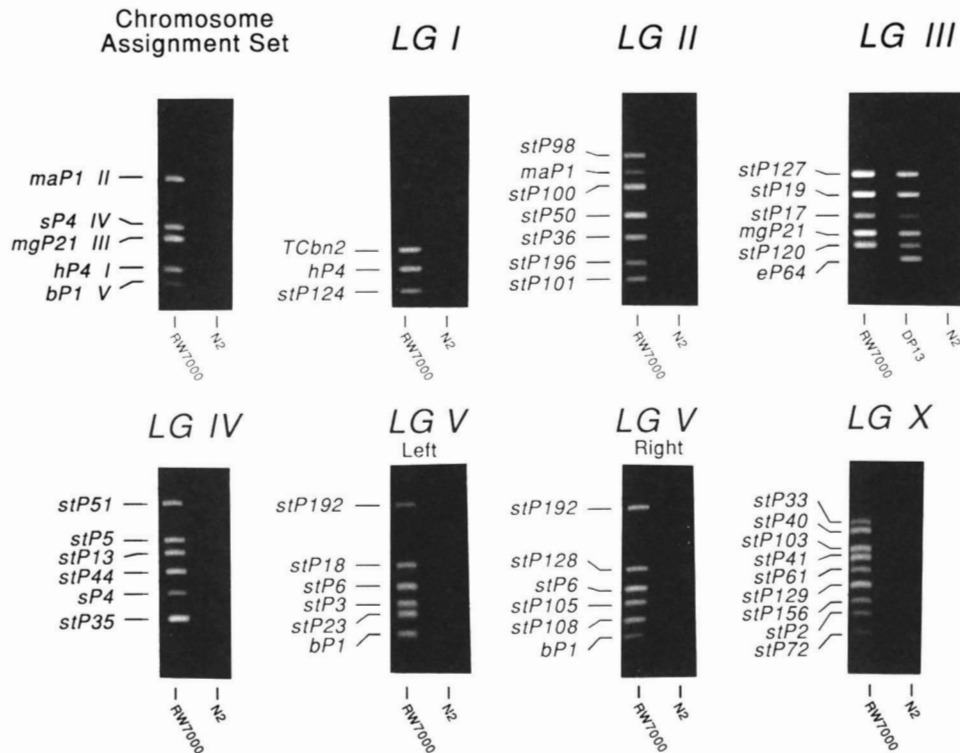 Chromosome
Assignment Set
LG I
LG II
LG III
maP1 II
sP4 IV
mgP21 III
hP4 I
bP1 V
RW7000
N2
TCbn2
hP4
stP124
RW7000
N2
stP98
maP1
stP100
stP50
stP36
stP196
stP101
RW7000
N2
stP127
stP19
stP17
mgP21
stP120
eP64
RW7000
DP13
N2
LG IV
LG V
Left
LG V
Right
LG X
stP51
stP5
stP13
stP44
sP4
stP35
RW7000
N2
stP192
stP18
stP6
stP3
stP23
bP1
RW7000
N2
stP192
stP128
stP6
stP105
stP108
bP1
RW7000
N2
stP33
stP40
stP103
stP41
stP61
stP129
stP156
stP2
stP72
RW7000
N2